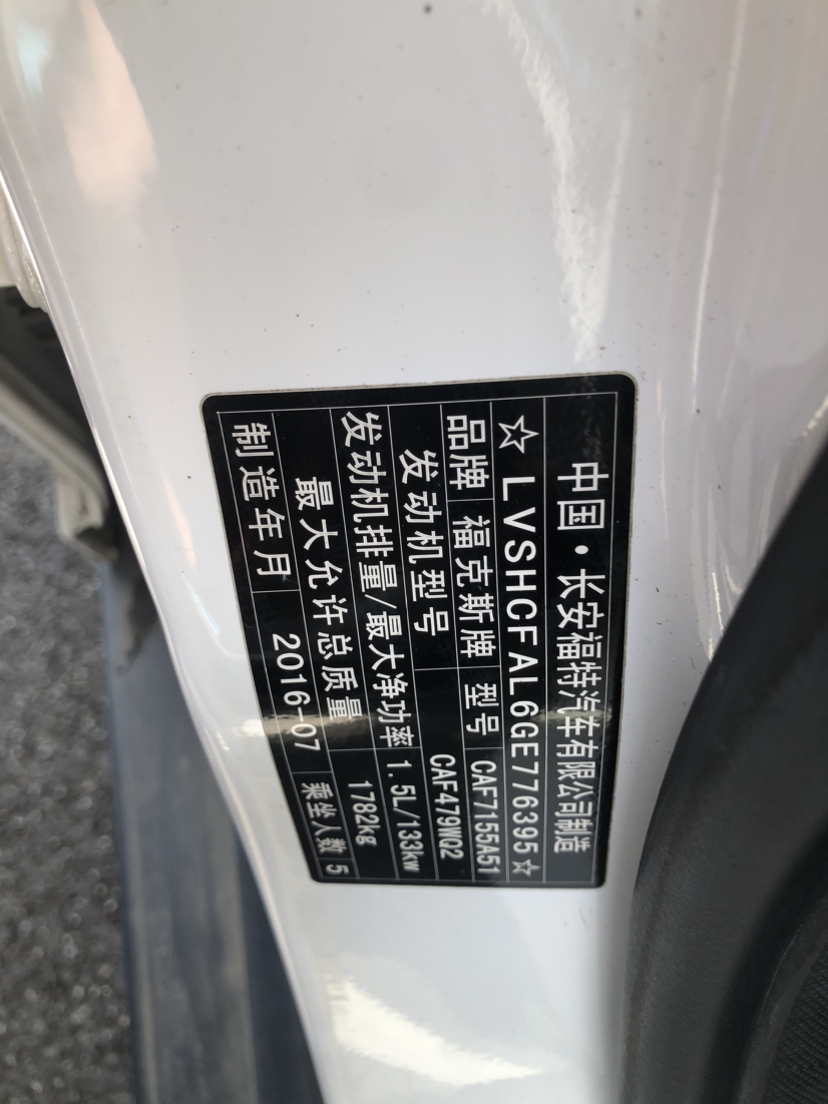 中国·长安福特汽车有限公司制造
☆LVSHCFAL6GE776395☆
品牌 福克斯牌 型号 CAF7155A51
发动机型号 CAF479WQ2
发动机排量/最大净功率 1.5L/133kw
最大允许总质量 1782kg
制造年月 2016-07 乘坐人数 5